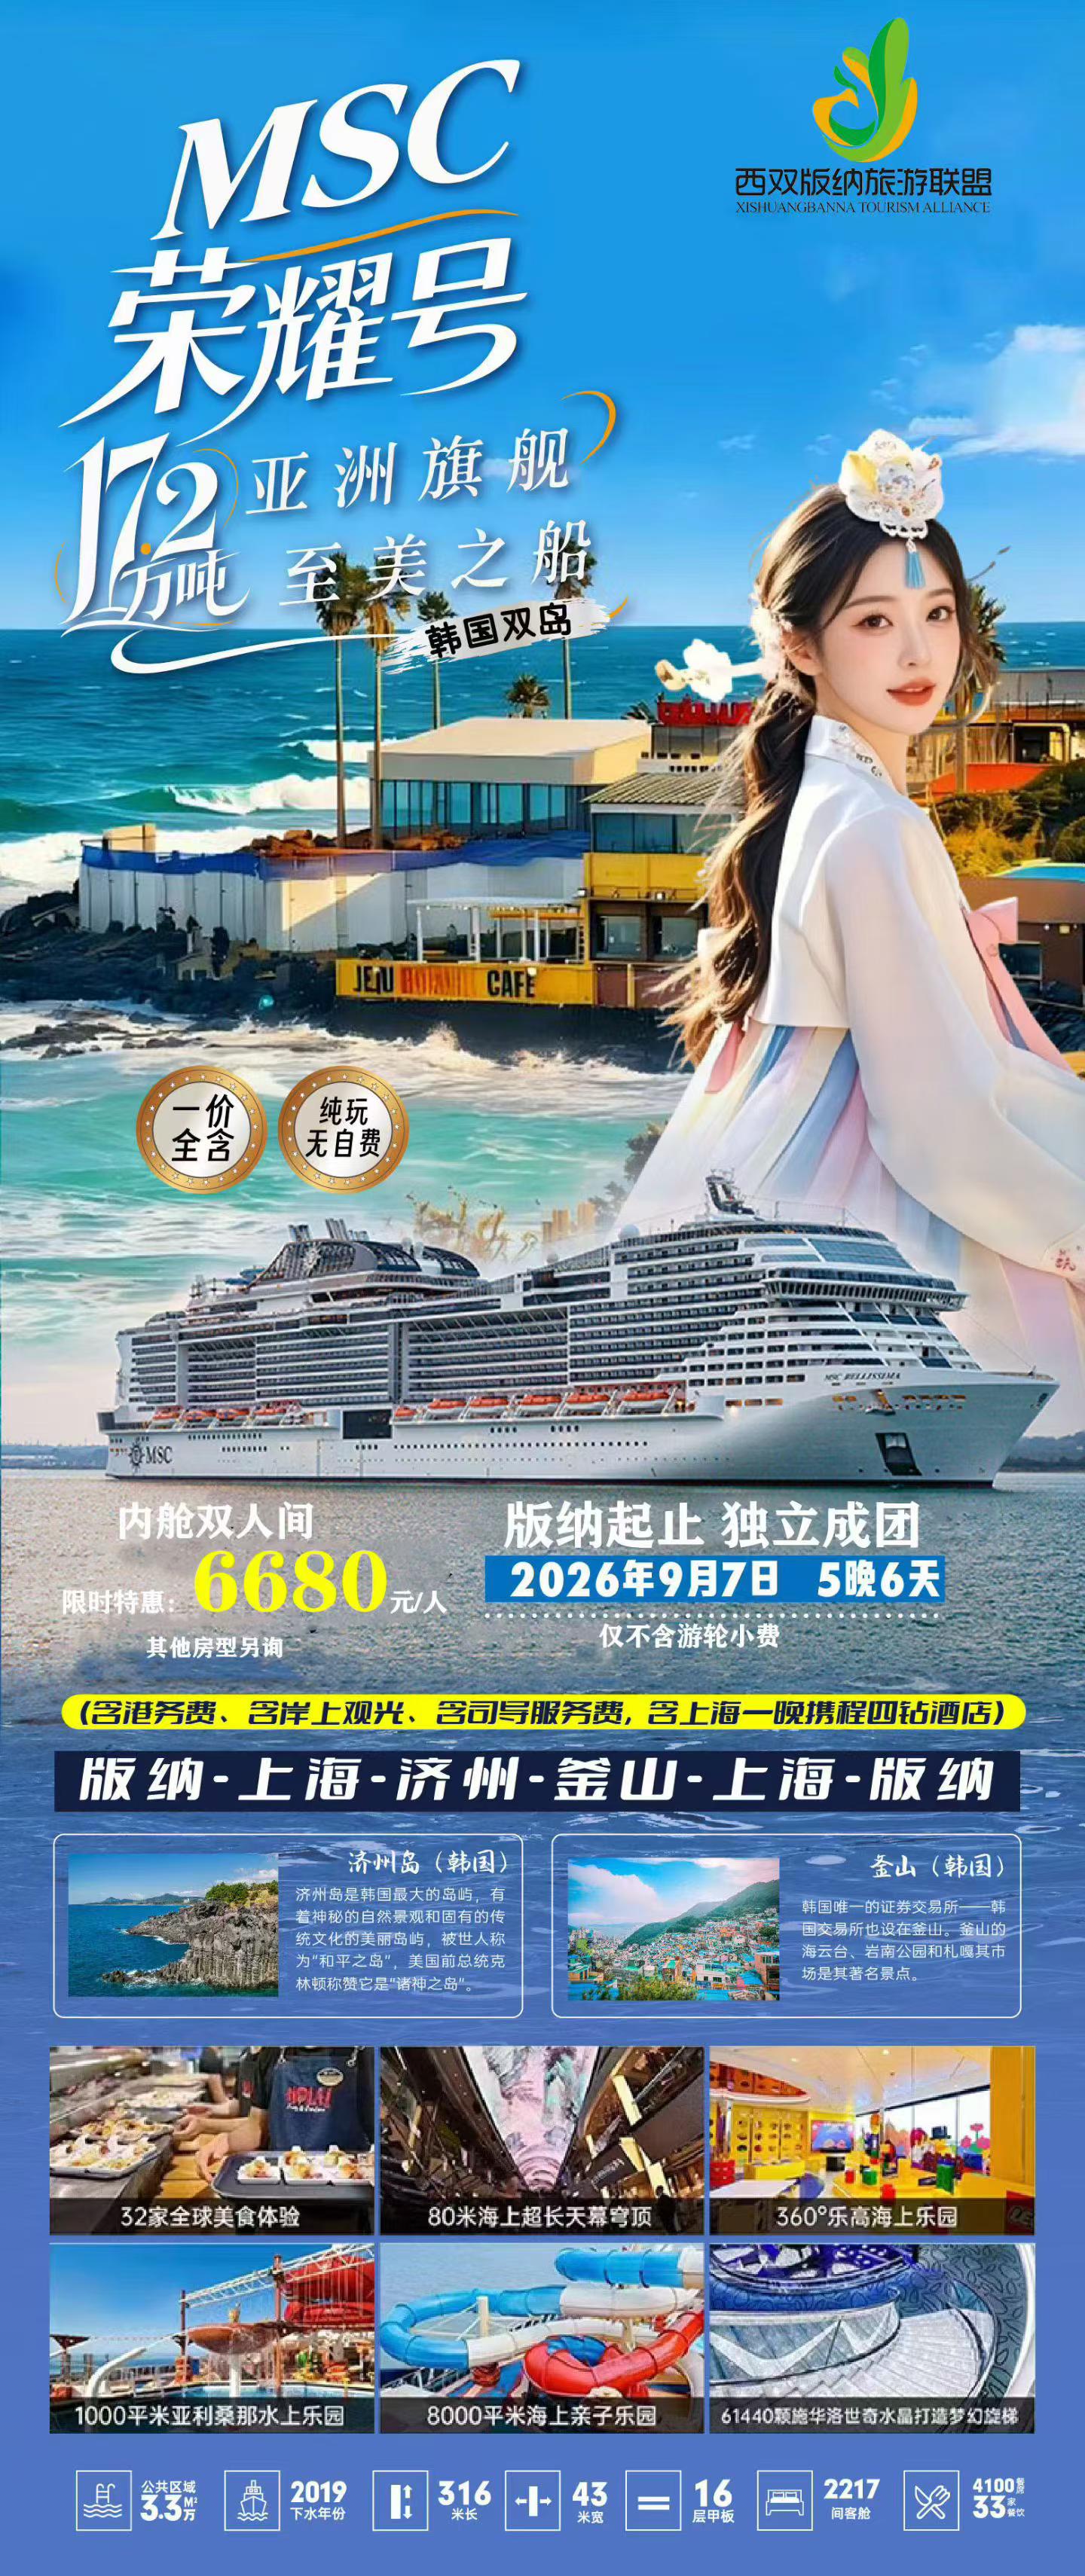 MSC
荣耀号
西双版纳旅游联盟
XISHUANGBANNA TOURISM ALLIANCE
17.2万吨
亚洲旗舰
至美之船
韩国双岛
JEJU
CAFE
一价
全含
纯玩
无自费
MSC BELLISSIMA
MSC
内舱双人间
限时特惠：6680元/人
其他房型另询
版纳起止 独立成团
2026年9月7日 5晚6天
仅不含游轮小费
（含港务费、含岸上观光、含司导服务费，含上海一晚携程四钻酒店）
版纳-上海-济州-釜山-上海-版纳
济州岛（韩国）
济州岛是韩国最大的岛屿，有
着神秘的自然景观和固有的传
统文化的美丽岛屿，被世人称
为“和平之岛”，美国前总统克
林顿称赞它是“诸神之岛”。
釜山（韩国）
韩国唯一的证券交易所——韩
国交易所也设在釜山。釜山的
海云台、岩南公园和札嘎其市
场是其著名景点。
32家全球美食体验
80米海上超长天幕穹顶
360°乐高海上乐园
1000平米亚利桑那水上乐园
8000平米海上亲子乐园
61440颗施华洛世奇水晶打造梦幻旋梯
公共区域
3.3万M²
2019
下水年份
316
米长
43
米宽
16
层甲板
2217
间客舱
4100餐席
33家餐饮